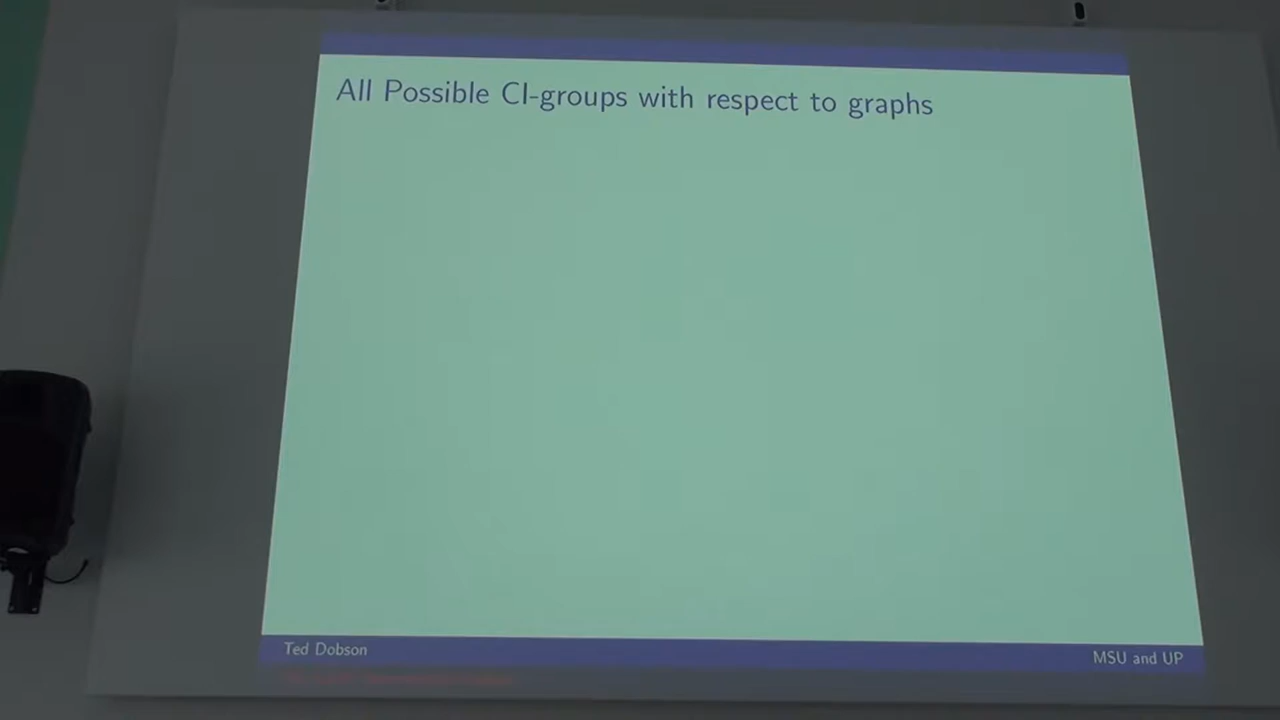 All Possible CI-groups with respect to graphs
Ted Dobson
MSU and UP